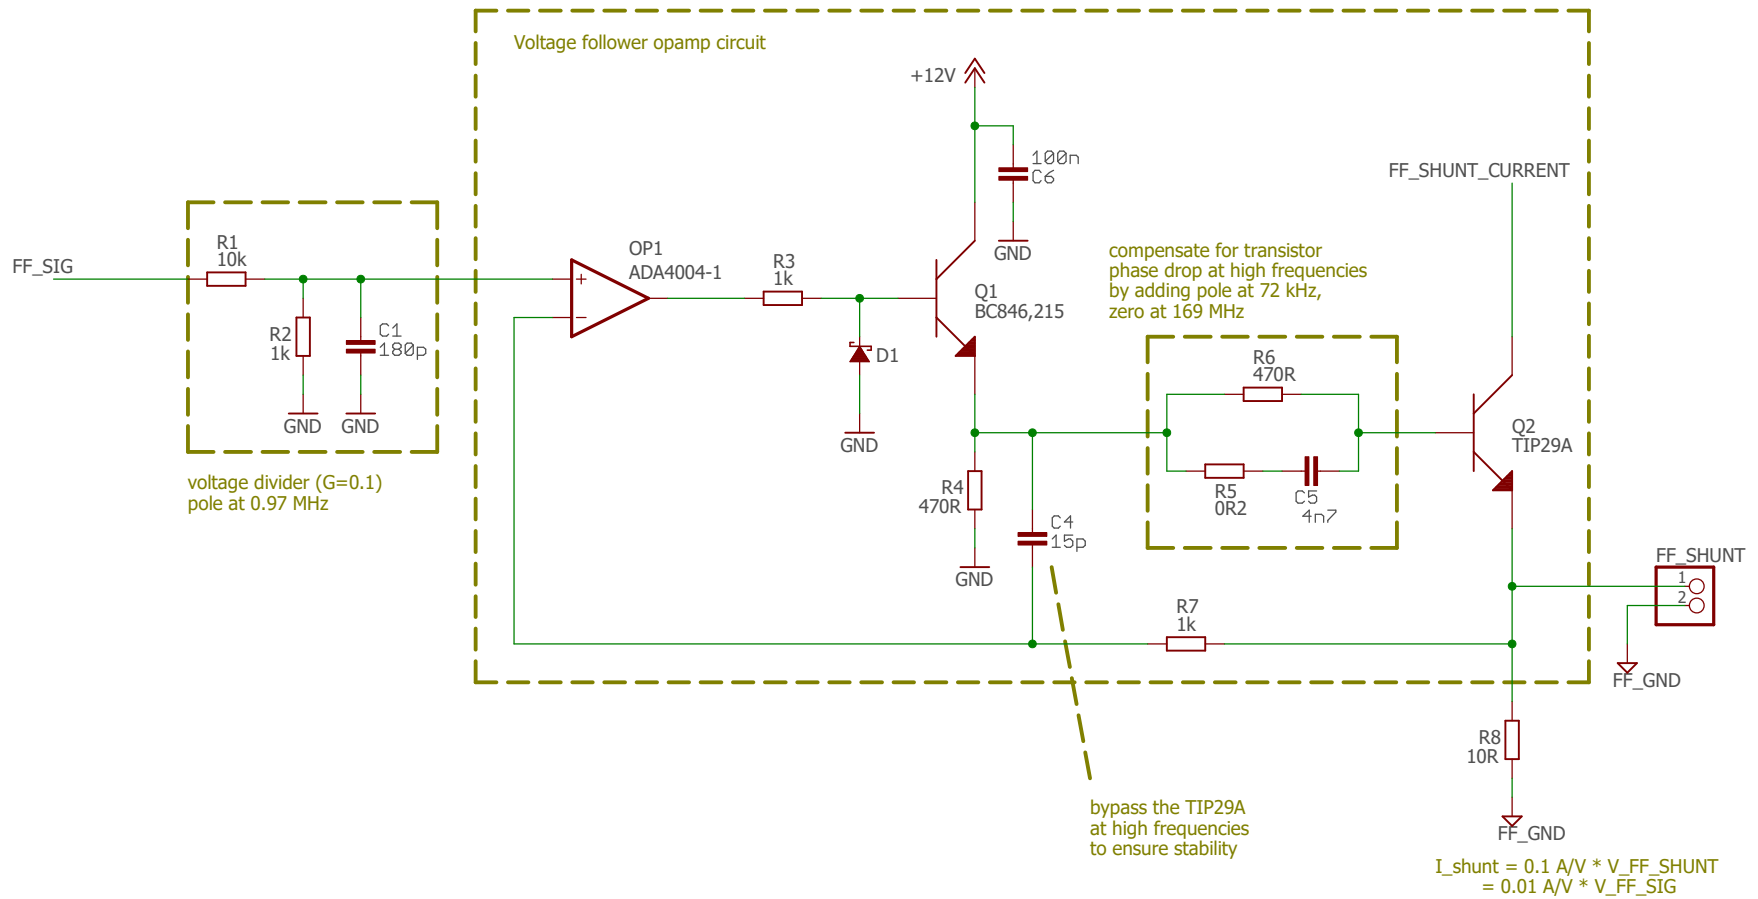 Voltage follower opamp circuit
+12V
100n
C6
GND
FF_SHUNT_CURRENT
FF_SIG
R1
10k
R2
1k
C1
180p
GND
GND
voltage divider (G=0.1)
pole at 0.97 MHz
OP1
ADA4004-1
+
−
R3
1k
D1
GND
Q1
BC846,215
compensate for transistor
phase drop at high frequencies
by adding pole at 72 kHz,
zero at 169 MHz
R6
470R
R5
0R2
C5
4n7
Q2
TIP29A
R4
470R
GND
C4
15p
R7
1k
FF_SHUNT
1
2
FF_GND
R8
10R
FF_GND
bypass the TIP29A
at high frequencies
to ensure stability
I_shunt = 0.1 A/V * V_FF_SHUNT
= 0.01 A/V * V_FF_SIG